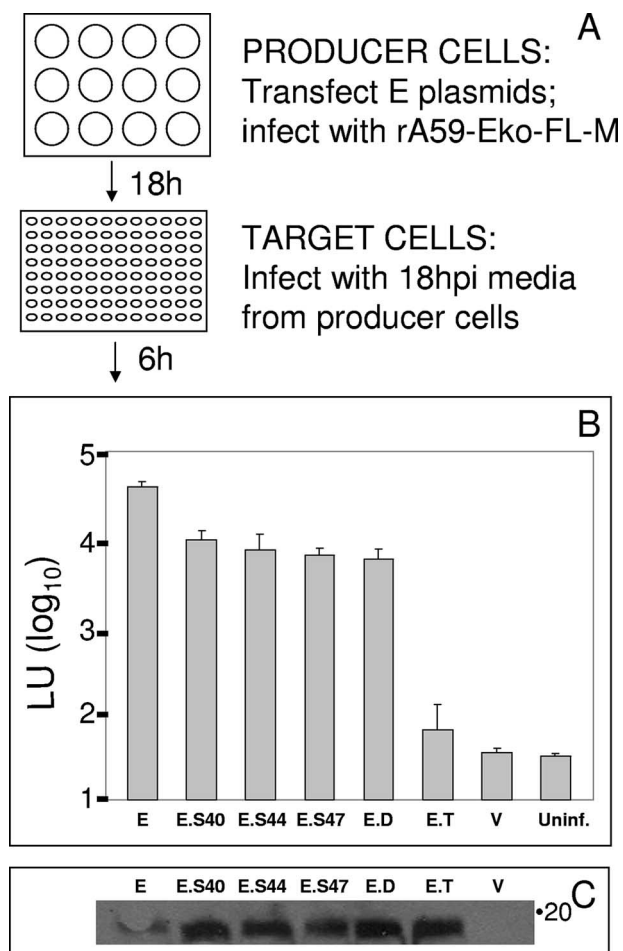 A
PRODUCER CELLS:
Transfect E plasmids;
infect with rA59-Eko-FL-M
18h
TARGET CELLS:
Infect with 18hpi media
from producer cells
6h
B
5
4
3
2
1
LU (log10)
E E.S40 E.S44 E.S47 E.D E.T V Uninf.
C
E E.S40 E.S44 E.S47 E.D E.T V
•20